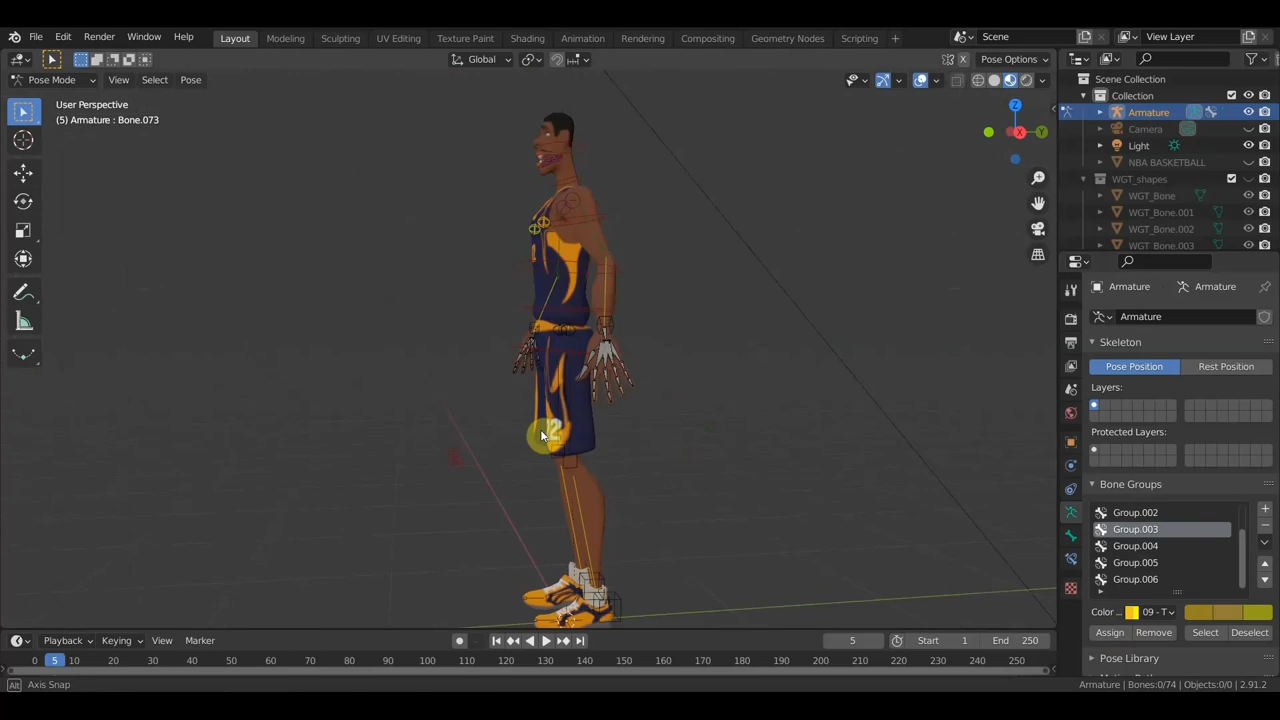 File Edit Render Window Help
Layout Modeling Sculpting UV Editing Texture Paint Shading Animation Rendering Compositing Geometry Nodes Scripting +
Scene View Layer
Global Pose Options
Pose Mode View Select Pose
User Perspective
(5) Armature : Bone.073
Z
X
Y
Scene Collection
Collection
Armature
Camera
Light
NBA BASKETBALL
WGT_shapes
WGT_Bone
WGT_Bone.001
WGT_Bone.002
WGT_Bone.003
Armature Armature
Armature
Skeleton
Pose Position Rest Position
Layers:
Protected Layers:
Bone Groups
Group.002
Group.003
Group.004
Group.005
Group.006
Color ... 09 - T
Assign Remove Select Deselect
Pose Library
Playback Keying View Marker 5 Start 1 End 250
0 5 10 20 30 40 50 60 70 80 90 100 110 120 130 140 150 160 170 180 190 200 210 220 230 240 250
Alt Axis Snap Armature | Bones:0/74 | Objects:0/0 | 2.91.2